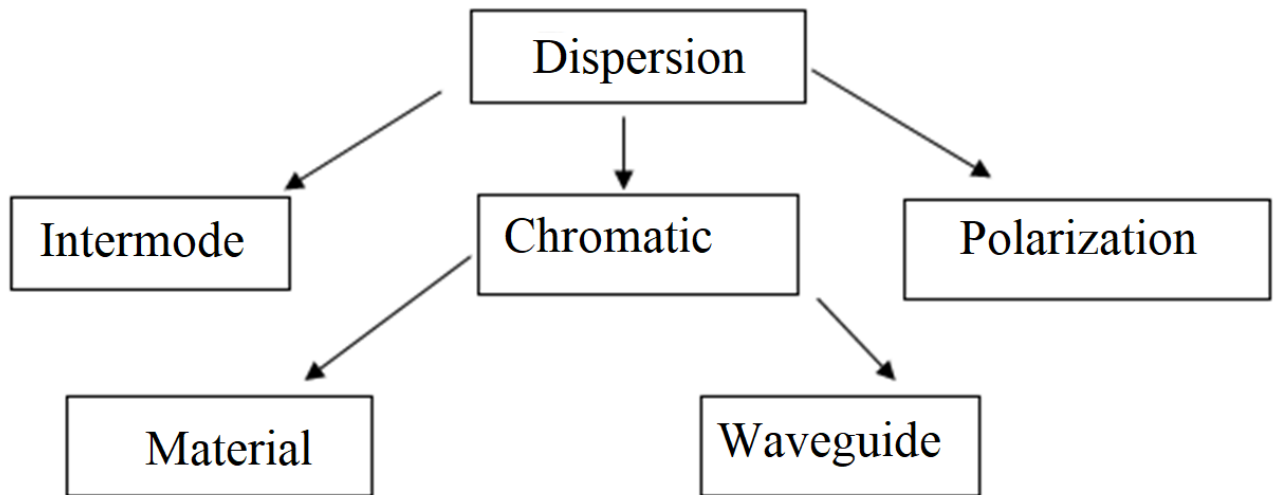 Dispersion
Intermode
Chromatic
Polarization
Material
Waveguide